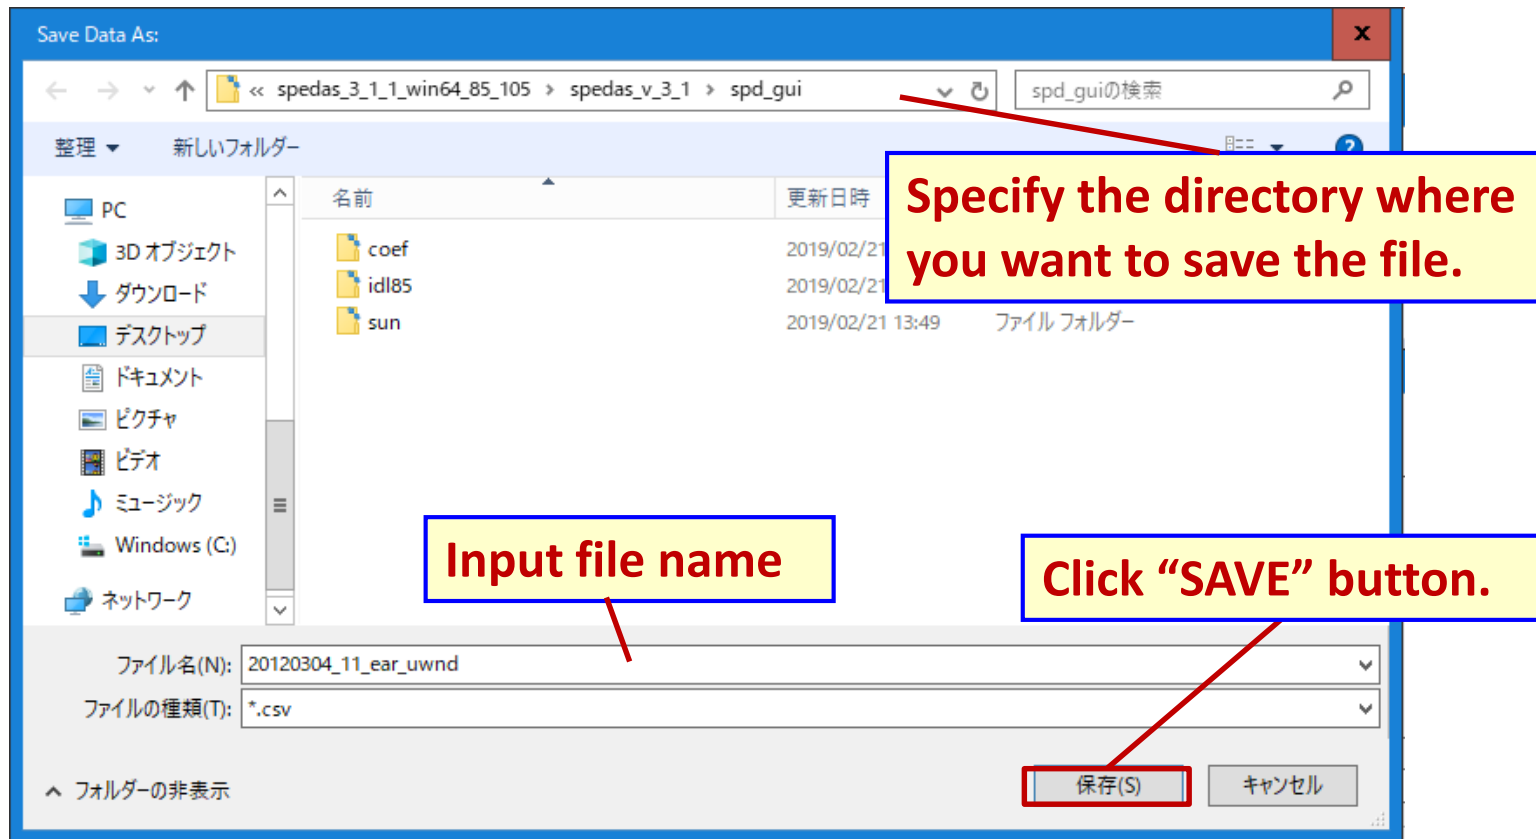 Save Data As:
x
« spedas_3_1_1_win64_85_105 › spedas_v_3_1 › spd_gui
spd_guiの検索
整理
新しいフォルダー
?
名前
更新日時
PC
3D オブジェクト
ダウンロード
デスクトップ
ドキュメント
ピクチャ
ビデオ
ミュージック
Windows (C:)
ネットワーク
coef
2019/02/21
idl85
2019/02/21
sun
2019/02/21 13:49
ファイル フォルダー
Specify the directory where
you want to save the file.
Input file name
Click “SAVE” button.
ファイル名(N):
20120304_11_ear_uwnd
ファイルの種類(T):
*.csv
フォルダーの非表示
保存(S)
キャンセル